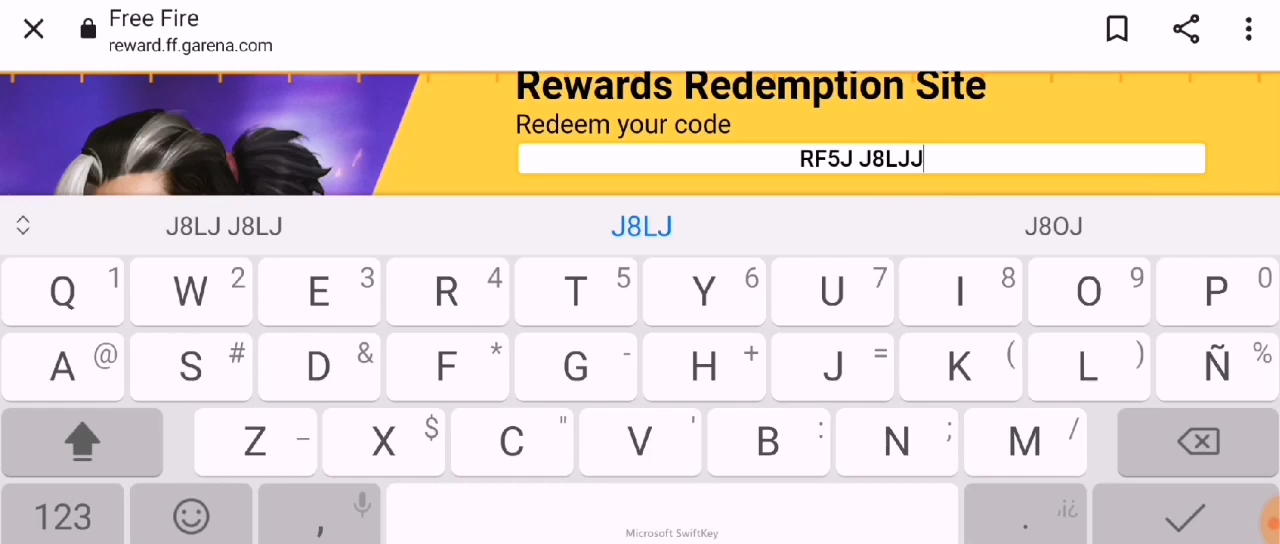 Free Fire
reward.ff.garena.com
Rewards Redemption Site
Redeem your code
RF5J J8LJJ
J8LJ J8LJ J8LJ J8OJ
Q 1 W 2 E 3 R 4 T 5 Y 6 U 7 I 8 O 9 P 0
A @ S # D & F * G - H + J = K ( L ) Ñ %
Z _ X $ C " V ' B : N ; M /
123 , . ¡¿
Microsoft SwiftKey